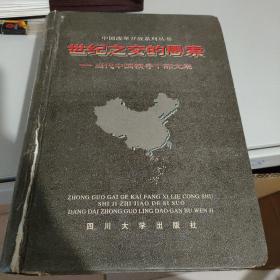 中国改革开放系列丛书
世纪之交的思索
——当代中国领导干部文集
ZHONG GUO GAI GE KAI FANG XI LIE CONG SHU
SHI JI ZHI JIAO DE SI SUO
DANG DAI ZHONG GUO LING DAO GAN BU WEN JI
四川大学出版社